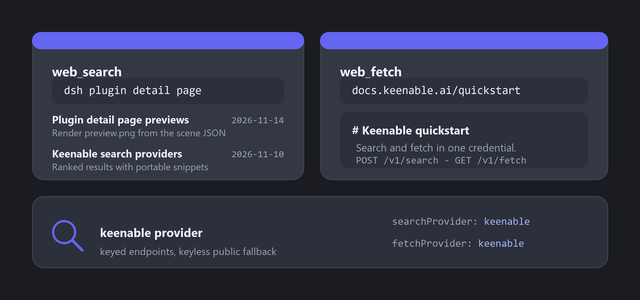 web_search
dsh plugin detail page
Plugin detail page previews 2026-11-14
Render preview.png from the scene JSON
Keenable search providers 2026-11-10
Ranked results with portable snippets
web_fetch
docs.keenable.ai/quickstart
# Keenable quickstart
Search and fetch in one credential.
POST /v1/search - GET /v1/fetch
keenable provider
keyed endpoints, keyless public fallback
searchProvider: keenable
fetchProvider: keenable